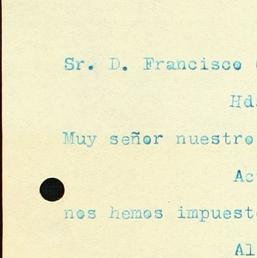 Sr. D. Francisco
Hd
Muy señor nuestro
Ac
nos hemos impuest
Al